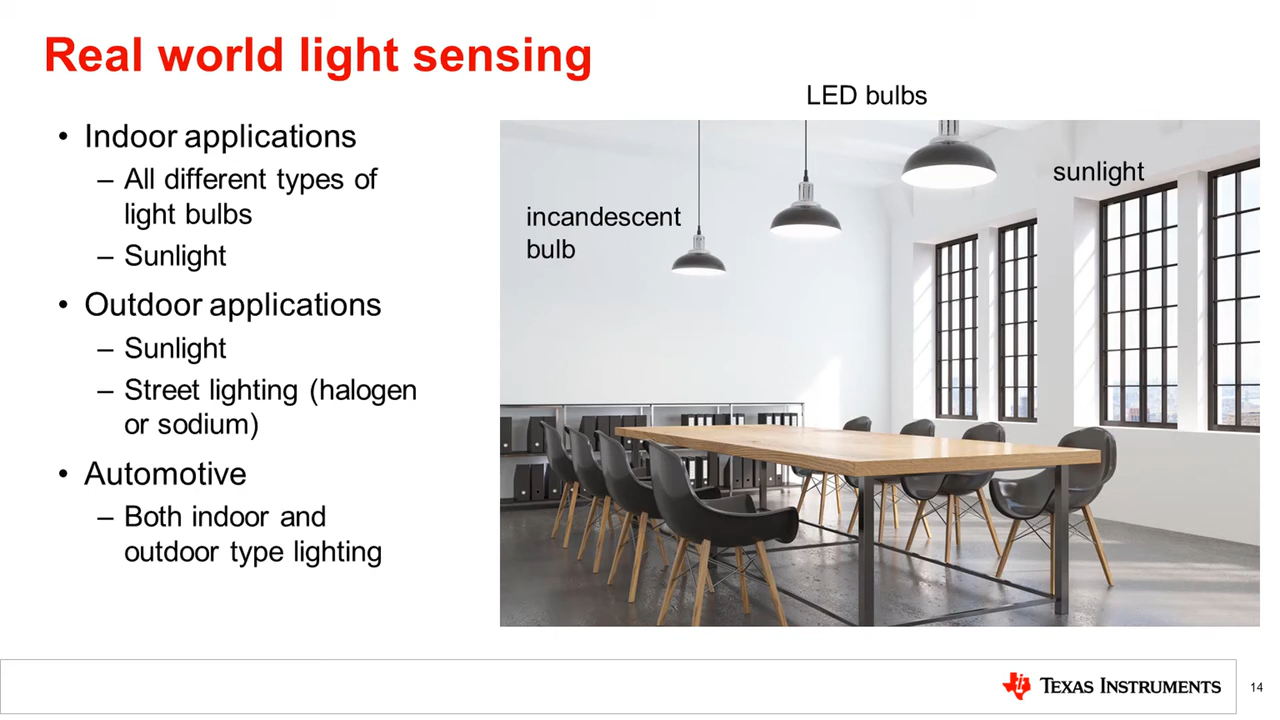 Real world light sensing
• Indoor applications
– All different types of
light bulbs
– Sunlight
• Outdoor applications
– Sunlight
– Street lighting (halogen
or sodium)
• Automotive
– Both indoor and
outdoor type lighting
LED bulbs
sunlight
incandescent
bulb
TEXAS INSTRUMENTS
14